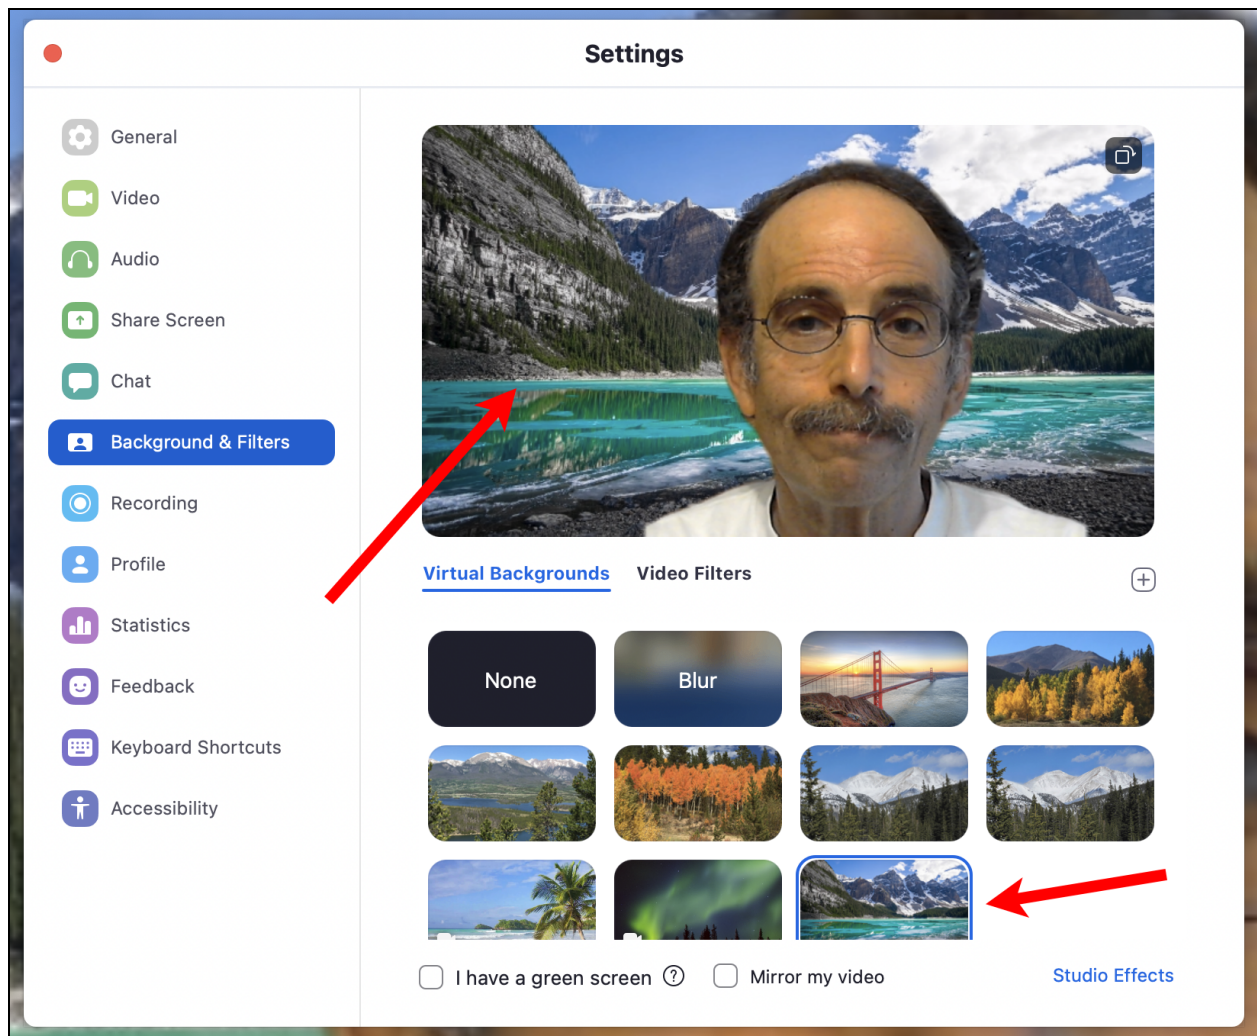 Settings
General
Video
Audio
Share Screen
Chat
Background & Filters
Recording
Profile
Statistics
Feedback
Keyboard Shortcuts
Accessibility
Virtual Backgrounds
Video Filters
None
Blur
I have a green screen ?
Mirror my video
Studio Effects